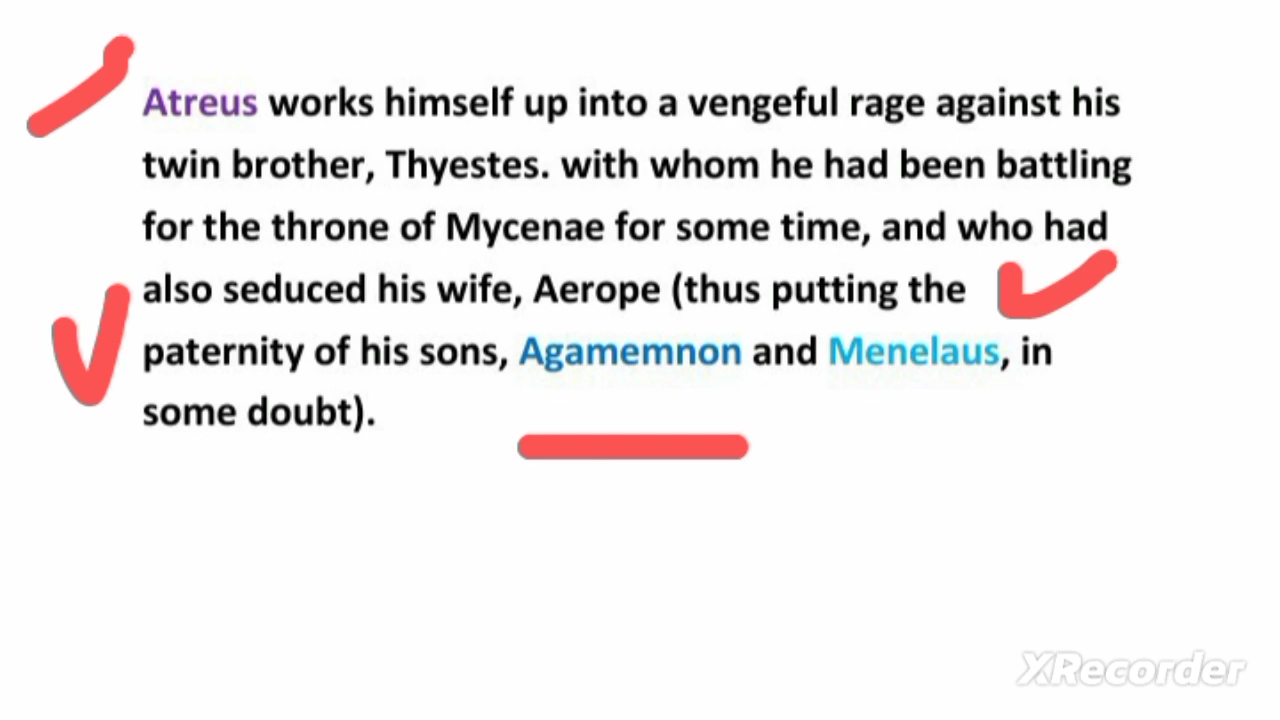 Atreus works himself up into a vengeful rage against his
twin brother, Thyestes. with whom he had been battling
for the throne of Mycenae for some time, and who had
also seduced his wife, Aerope (thus putting the
paternity of his sons, Agamemnon and Menelaus, in
some doubt).
XRecorder